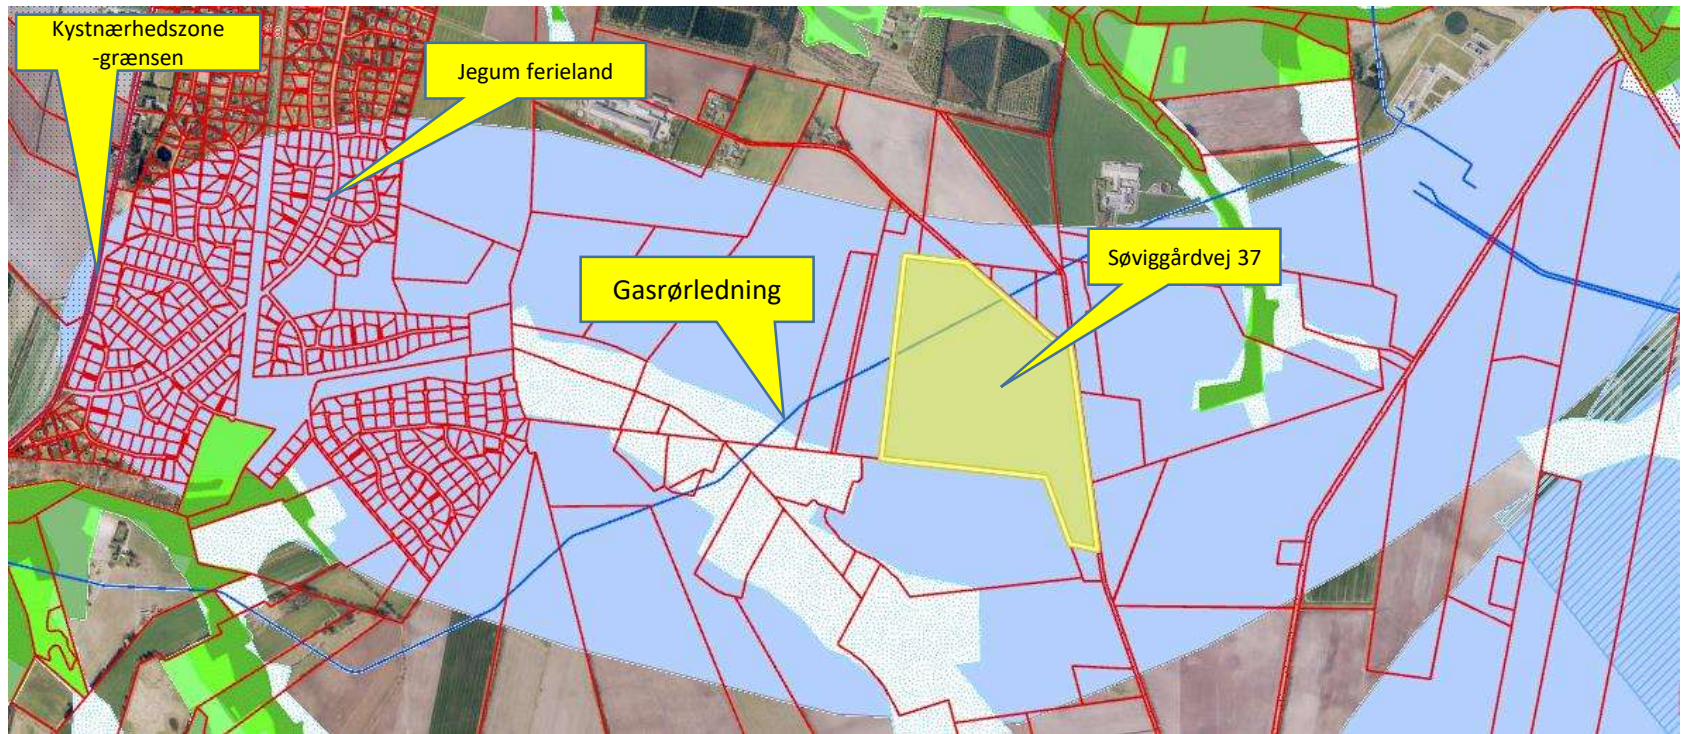 Kystnærhedszone
-grænsen
Jegum ferieland
Søviggårdvej 37
Gasrørledning